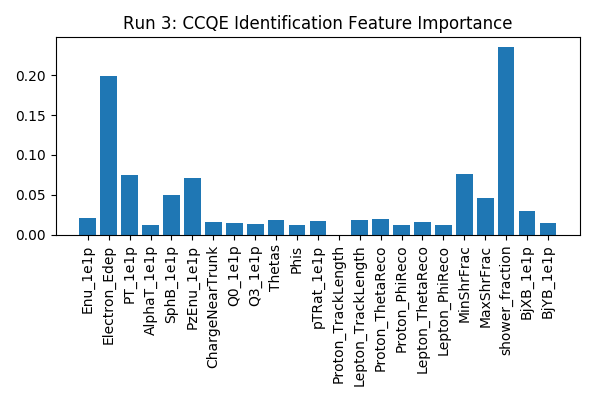 Run 3: CCQE Identification Feature Importance
0.20
0.15
0.10
0.05
0.00
Enu_1e1p
Electron_Edep
PT_1e1p
AlphaT_1e1p
SphB_1e1p
PzEnu_1e1p
ChargeNearTrunk
Q0_1e1p
Q3_1e1p
Thetas
Phis
pTRat_1e1p
Proton_TrackLength
Lepton_TrackLength
Proton_ThetaReco
Proton_PhiReco
Lepton_ThetaReco
Lepton_PhiReco
MinShrFrac
MaxShrFrac
shower_fraction
BjXB_1e1p
BjYB_1e1p